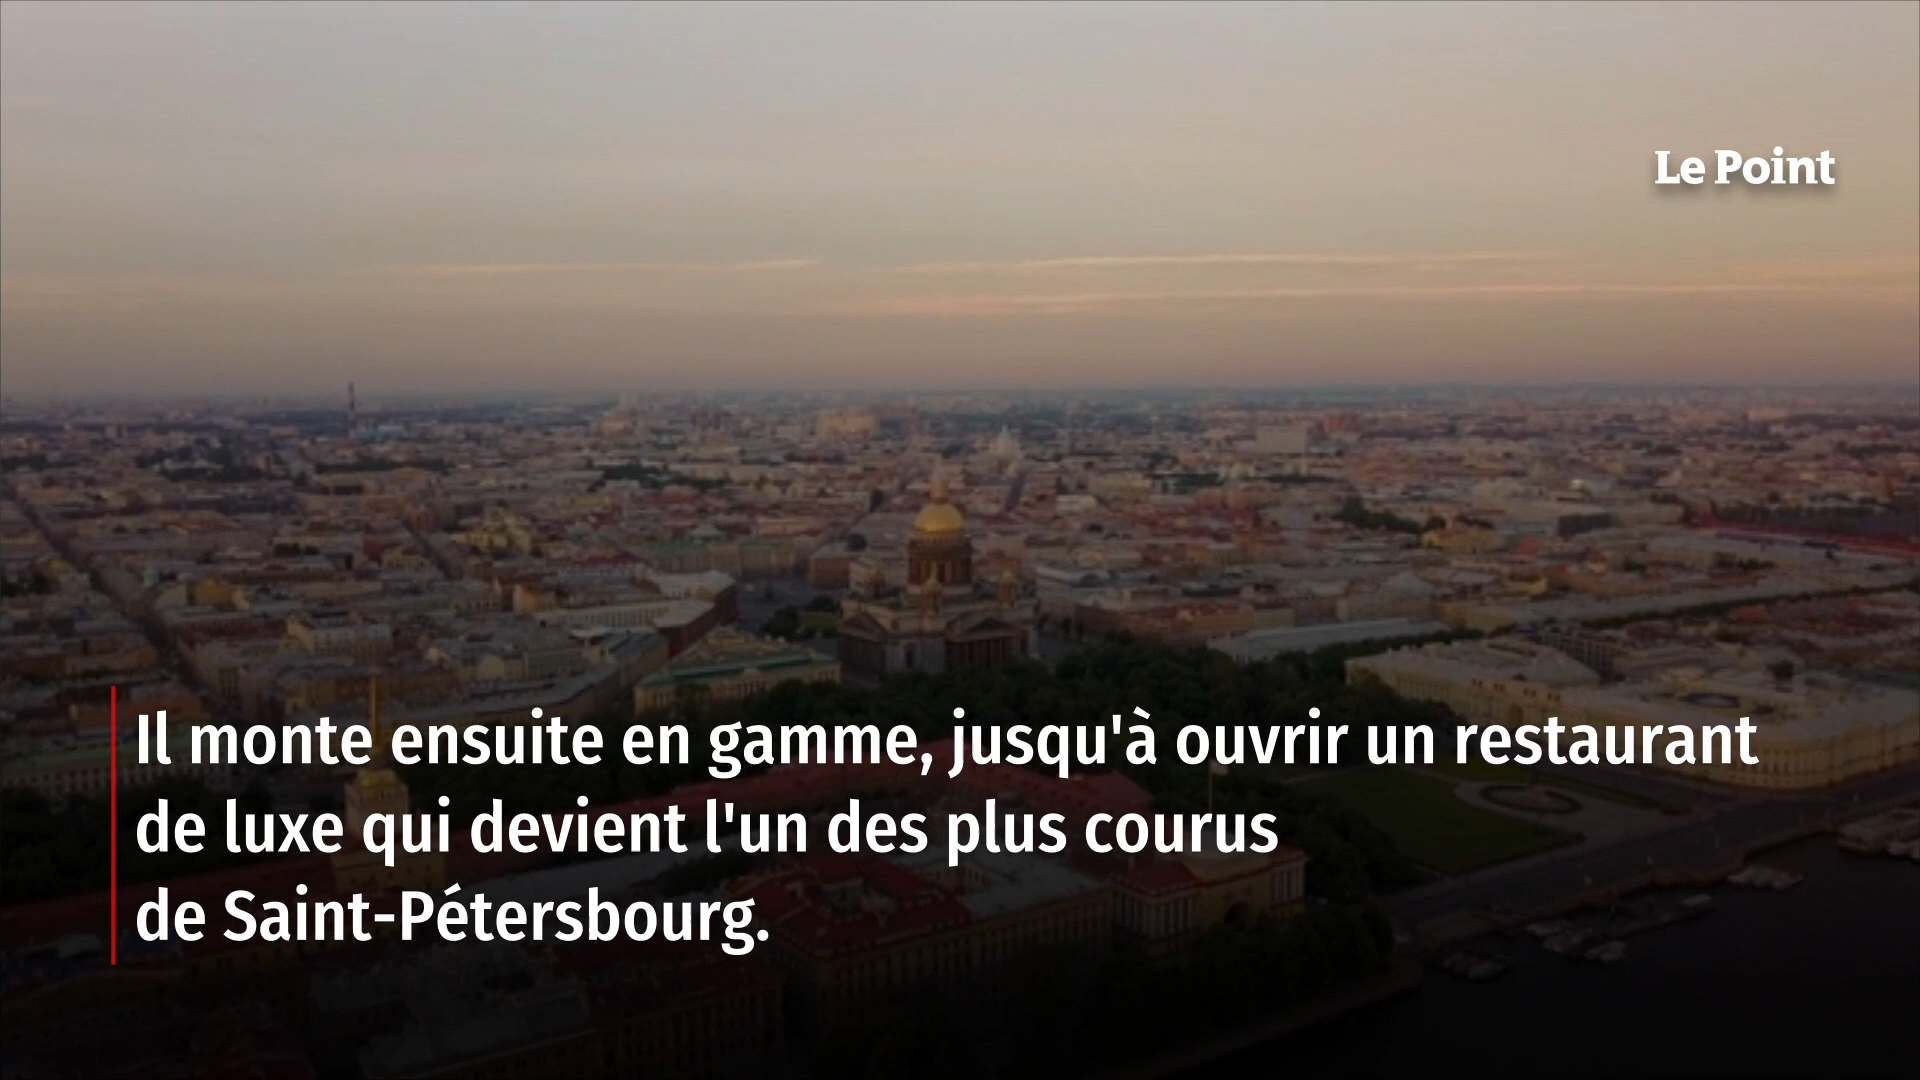 Le Point
Il monte ensuite en gamme, jusqu'à ouvrir un restaurant
de luxe qui devient l'un des plus courus
de Saint-Pétersbourg.